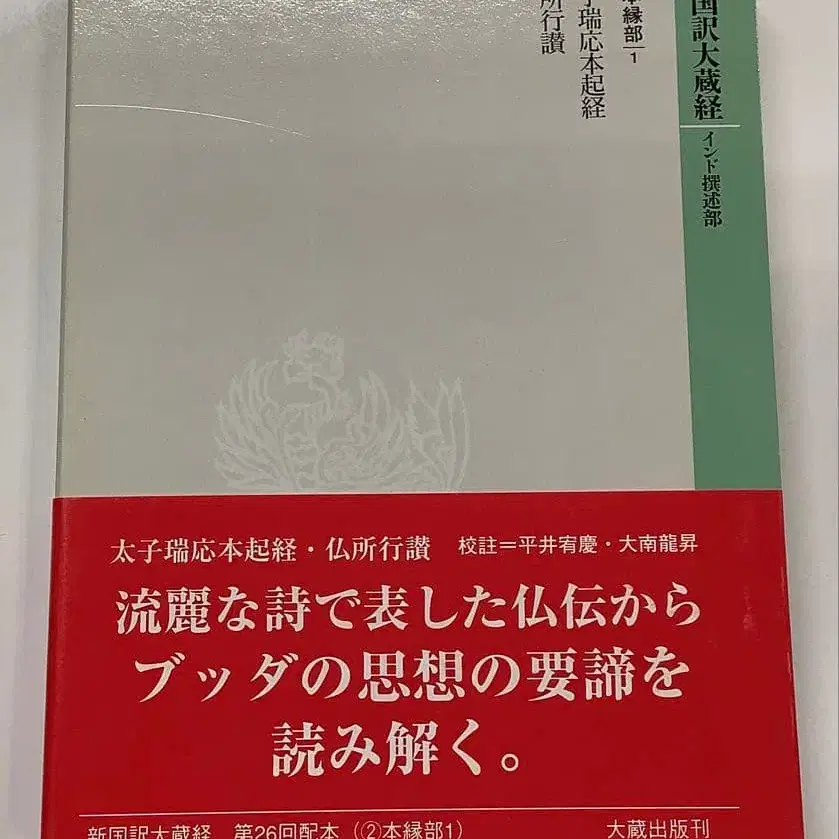 国訳大蔵経 インド撰述部
本縁部 1
子瑞応本起経
所行讃
太子瑞応本起経・仏所行讃 校註＝平井宥慶・大南龍昇
流麗な詩で表した仏伝から
ブッダの思想の要諦を
読み解く。
新国訳大蔵経 第26回配本（②本縁部1） 大蔵出版刊